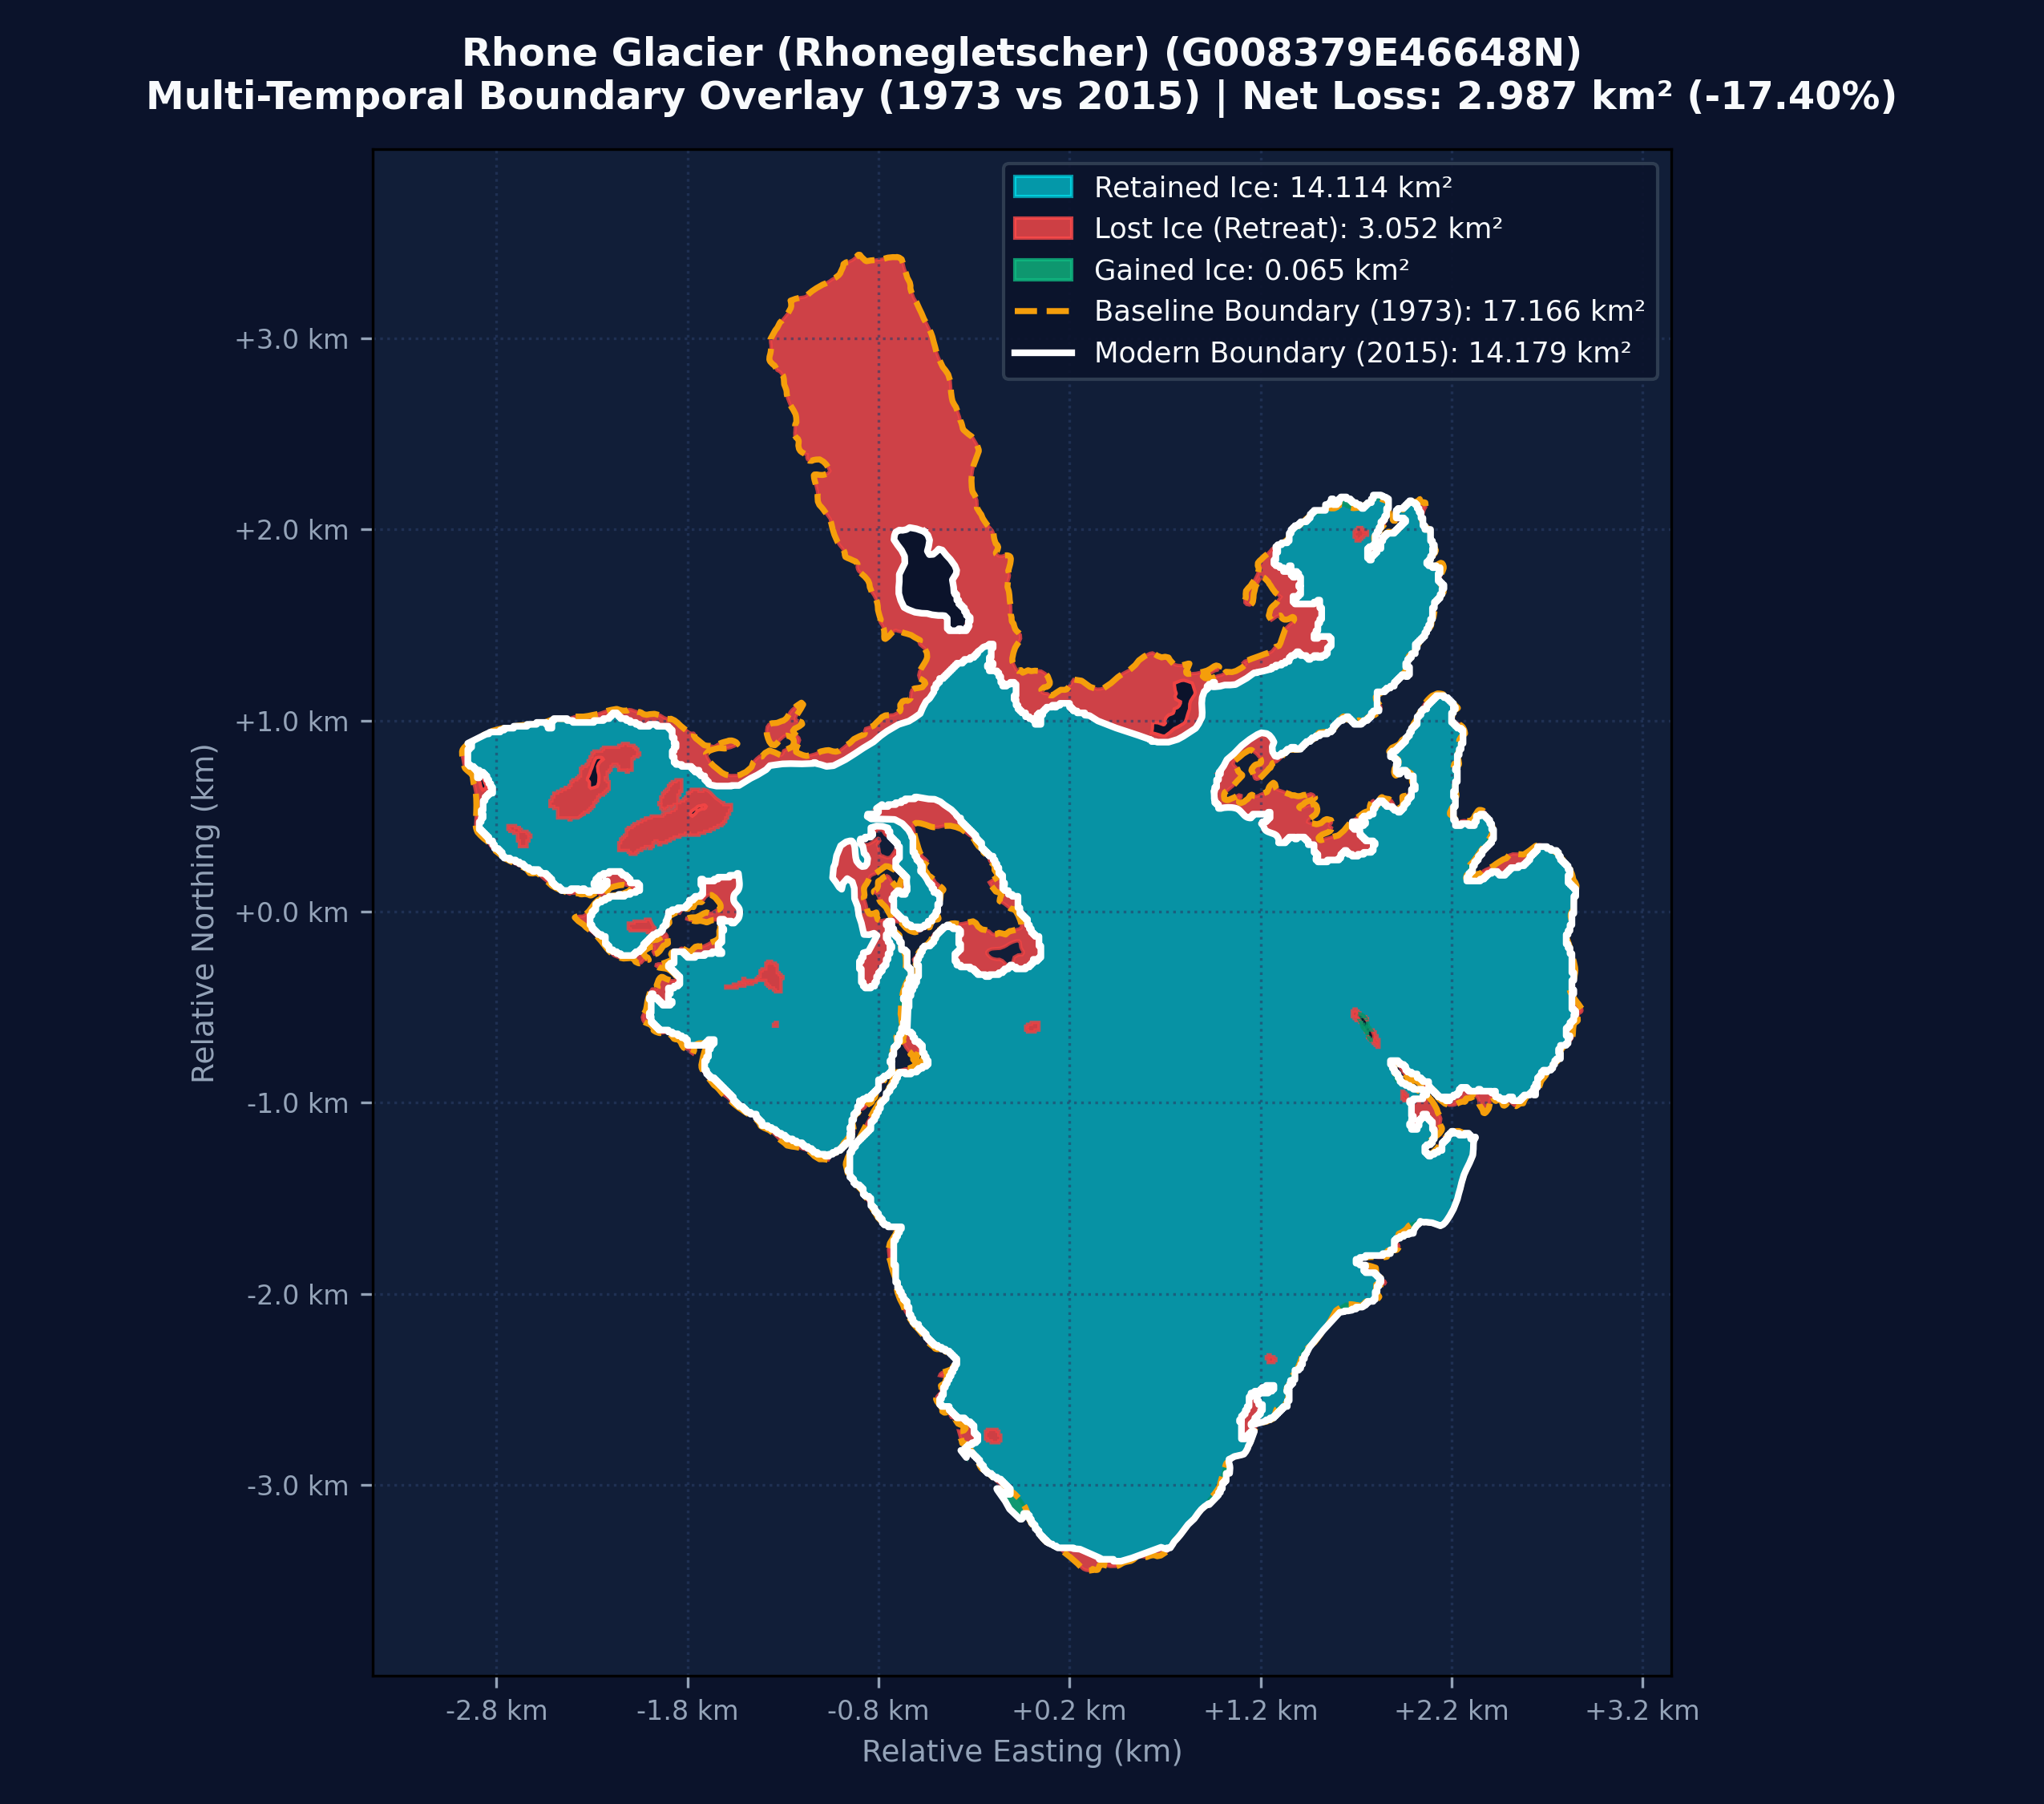 Rhone Glacier (Rhonegletscher) (G008379E46648N)
Multi-Temporal Boundary Overlay (1973 vs 2015) | Net Loss: 2.987 km² (-17.40%)
Retained Ice: 14.114 km²
Lost Ice (Retreat): 3.052 km²
Gained Ice: 0.065 km²
Baseline Boundary (1973): 17.166 km²
Modern Boundary (2015): 14.179 km²
+3.0 km
+2.0 km
+1.0 km
+0.0 km
-1.0 km
-2.0 km
-3.0 km
Relative Northing (km)
-2.8 km
-1.8 km
-0.8 km
+0.2 km
+1.2 km
+2.2 km
+3.2 km
Relative Easting (km)